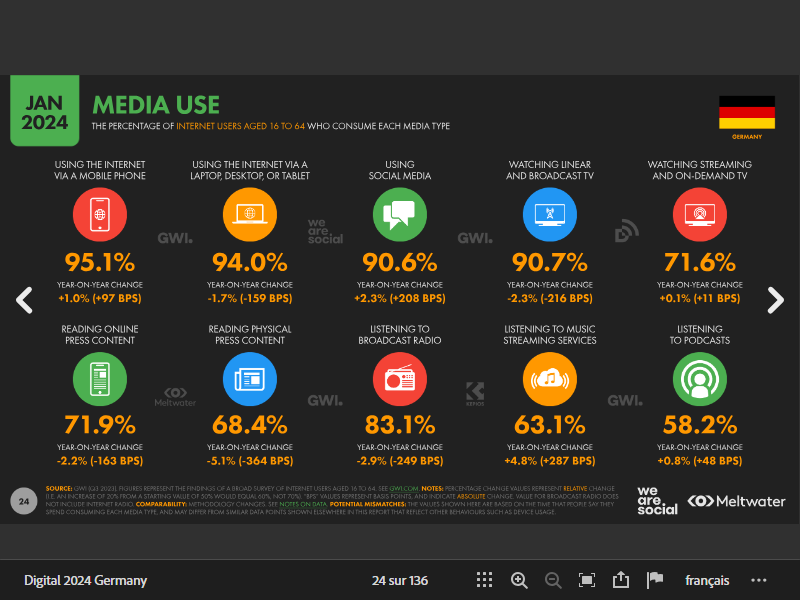 JAN
2024
MEDIA USE
THE PERCENTAGE OF INTERNET USERS AGED 16 TO 64 WHO CONSUME EACH MEDIA TYPE
GERMANY
USING THE INTERNET
VIA A MOBILE PHONE
95.1%
YEAR-ON-YEAR CHANGE
+1.0% (+97 BPS)
USING THE INTERNET VIA A
LAPTOP, DESKTOP, OR TABLET
94.0%
YEAR-ON-YEAR CHANGE
-1.7% (-159 BPS)
USING
SOCIAL MEDIA
90.6%
YEAR-ON-YEAR CHANGE
+2.3% (+208 BPS)
WATCHING LINEAR
AND BROADCAST TV
90.7%
YEAR-ON-YEAR CHANGE
-2.3% (-216 BPS)
WATCHING STREAMING
AND ON-DEMAND TV
71.6%
YEAR-ON-YEAR CHANGE
+0.1% (+11 BPS)
GWI.
we
are.
social
GWI.
READING ONLINE
PRESS CONTENT
71.9%
YEAR-ON-YEAR CHANGE
-2.2% (-163 BPS)
READING PHYSICAL
PRESS CONTENT
68.4%
YEAR-ON-YEAR CHANGE
-5.1% (-364 BPS)
LISTENING TO
BROADCAST RADIO
83.1%
YEAR-ON-YEAR CHANGE
-2.9% (-249 BPS)
LISTENING TO MUSIC
STREAMING SERVICES
63.1%
YEAR-ON-YEAR CHANGE
+4.8% (+287 BPS)
LISTENING
TO PODCASTS
58.2%
YEAR-ON-YEAR CHANGE
+0.8% (+48 BPS)
Meltwater
GWI.
KEPIOS
GWI.
24
SOURCE: GWI (Q3 2023). FIGURES REPRESENT THE FINDINGS OF A BROAD SURVEY OF INTERNET USERS AGED 16 TO 64. SEE GWI.COM. NOTES: PERCENTAGE CHANGE VALUES REPRESENT RELATIVE CHANGE
(I.E. AN INCREASE OF 20% FROM A STARTING VALUE OF 50% WOULD EQUAL 60%, NOT 70%). "BPS" VALUES REPRESENT BASIS POINTS, AND INDICATE ABSOLUTE CHANGE. VALUE FOR BROADCAST RADIO DOES
NOT INCLUDE INTERNET RADIO. COMPARABILITY: METHODOLOGY CHANGES. SEE NOTES ON DATA. POTENTIAL MISMATCHES: THE VALUES SHOWN HERE ARE BASED ON THE TIME THAT PEOPLE SAY THEY
SPEND CONSUMING EACH MEDIA TYPE, AND MAY DIFFER FROM SIMILAR DATA POINTS SHOWN ELSEWHERE IN THIS REPORT THAT REFLECT OTHER BEHAVIOURS SUCH AS DEVICE USAGE.
we
are.
social
Meltwater
Digital 2024 Germany
24 sur 136
français